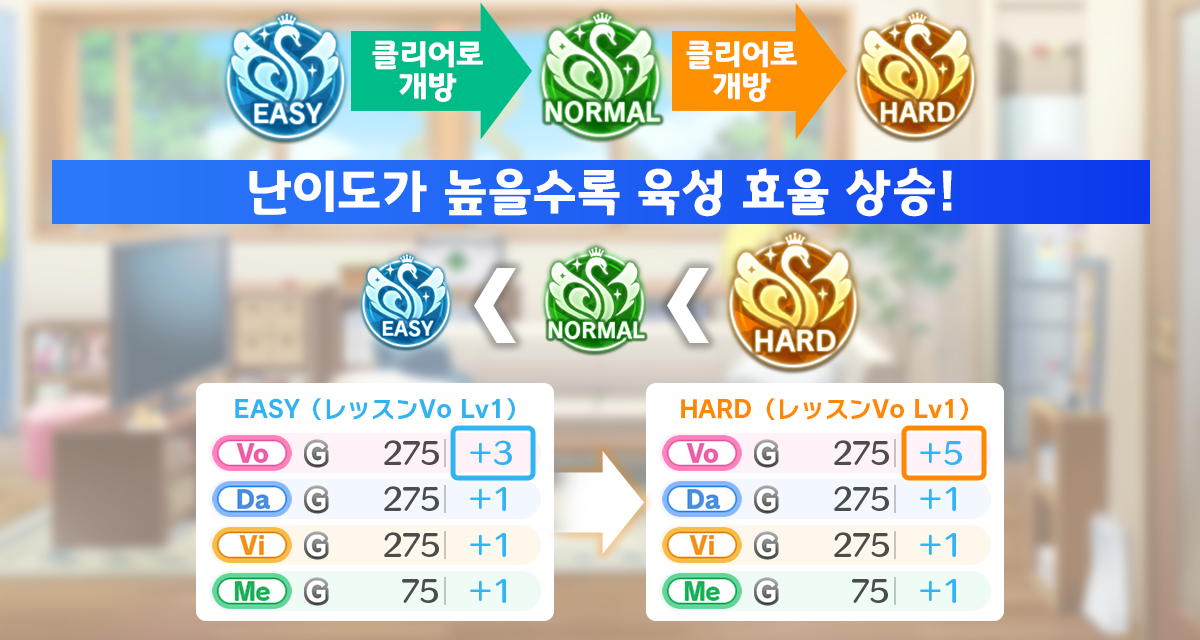 EASY
클리어로
개방
NORMAL
클리어로
개방
HARD
난이도가 높을수록 육성 효율 상승!
EASY
NORMAL
HARD
EASY（レッスンVo Lv1）
Vo G 275 +3
Da G 275 +1
Vi G 275 +1
Me G 75 +1
HARD（レッスンVo Lv1）
Vo G 275 +5
Da G 275 +1
Vi G 275 +1
Me G 75 +1